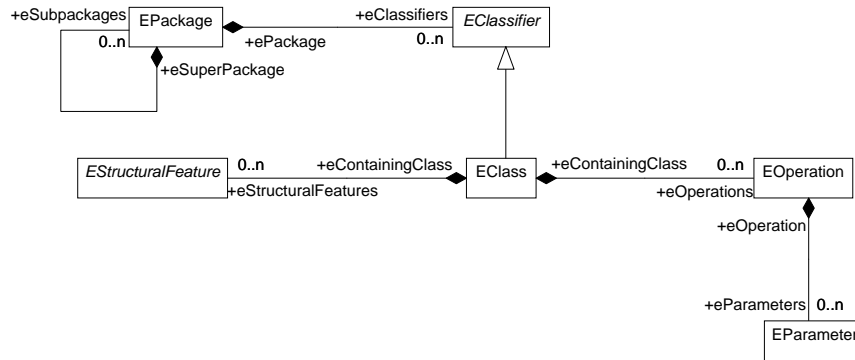 +eSubpackages
EPackage
+eClassifiers
EClassifier
0..n
+ePackage
0..n
+eSuperPackage
EStructuralFeature
0..n
+eContainingClass
+eStructuralFeatures
EClass
+eContainingClass
0..n
+eOperations
EOperation
+eOperation
+eParameters
0..n
EParameter